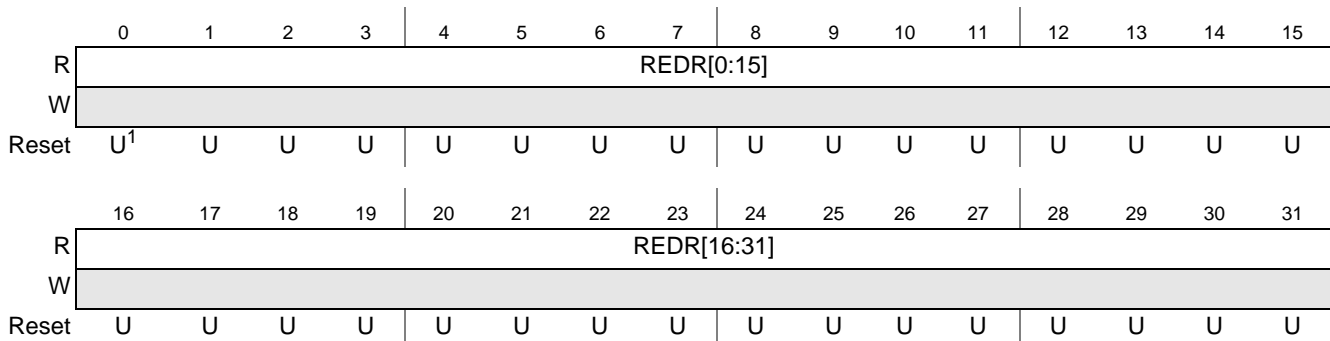 0 1 2 3 4 5 6 7 8 9 10 11 12 13 14 15
R REDR[0:15]
W
Reset U1 U U U U U U U U U U U U U U U
16 17 18 19 20 21 22 23 24 25 26 27 28 29 30 31
R REDR[16:31]
W
Reset U U U U U U U U U U U U U U U U